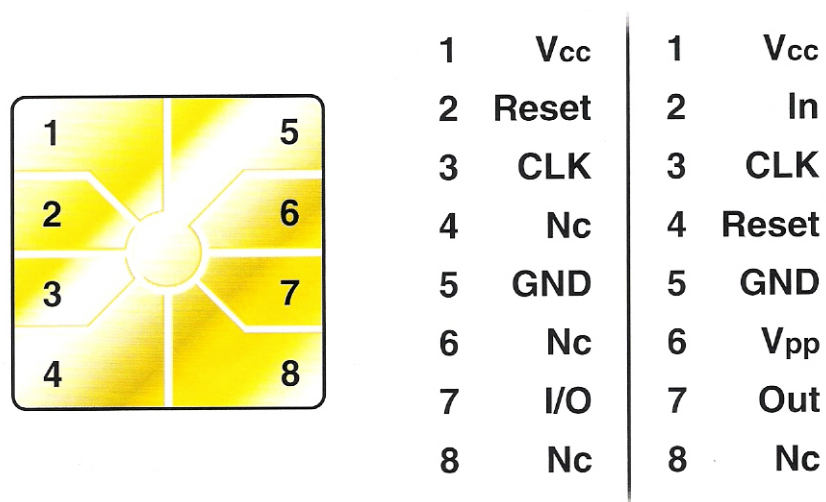 1 5
2 6
3 7
4 8
1 Vcc
2 Reset
3 CLK
4 Nc
5 GND
6 Nc
7 I/O
8 Nc
1 Vcc
2 In
3 CLK
4 Reset
5 GND
6 Vpp
7 Out
8 Nc